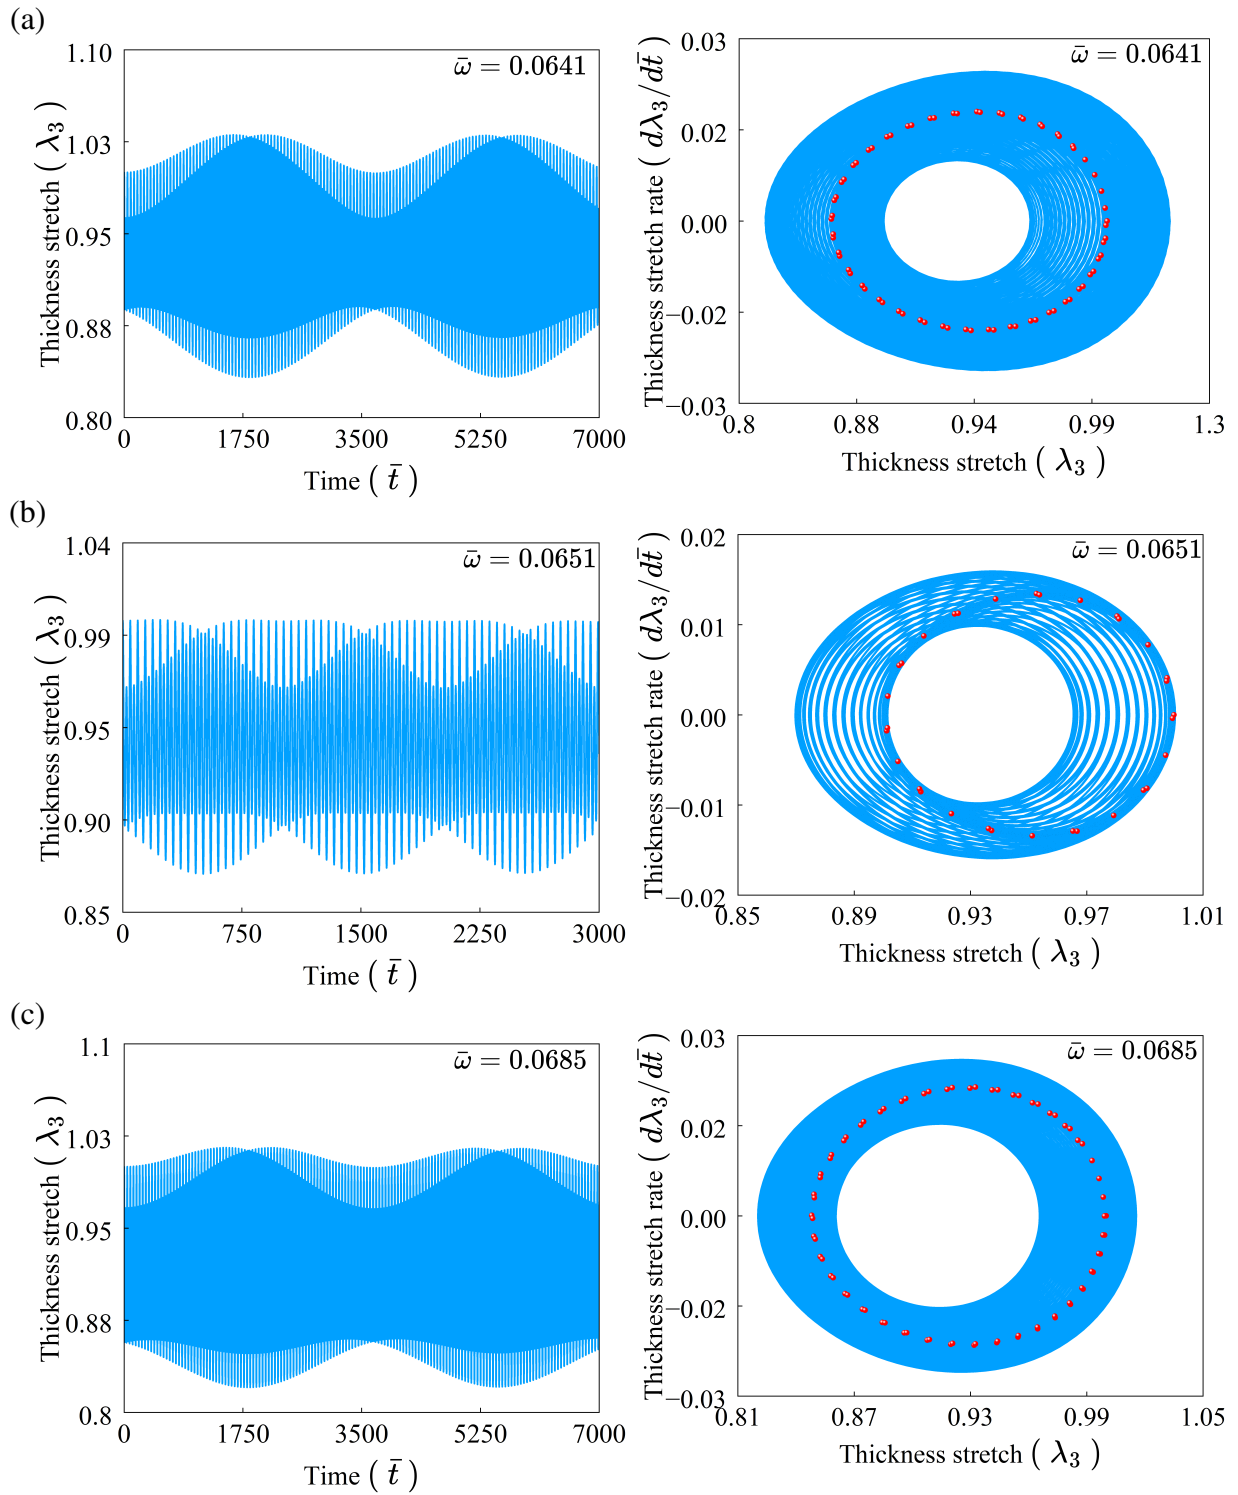 (a)
1.10
1.03
0.95
0.88
0.80
Thickness stretch ( λ₃ )
ω̄ = 0.0641
0 1750 3500 5250 7000
Time ( t̄ )
0.03
0.02
0.00
−0.02
−0.03
Thickness stretch rate ( dλ₃/dt̄ )
ω̄ = 0.0641
0.8 0.88 0.94 0.99 1.3
Thickness stretch ( λ₃ )
(b)
1.04
0.99
0.95
0.90
0.85
Thickness stretch ( λ₃ )
ω̄ = 0.0651
0 750 1500 2250 3000
Time ( t̄ )
0.02
0.01
0.00
−0.01
−0.02
Thickness stretch rate ( dλ₃/dt̄ )
ω̄ = 0.0651
0.85 0.89 0.93 0.97 1.01
Thickness stretch ( λ₃ )
(c)
1.1
1.03
0.95
0.88
0.8
Thickness stretch ( λ₃ )
ω̄ = 0.0685
0 1750 3500 5250 7000
Time ( t̄ )
0.03
0.02
0.00
−0.02
−0.03
Thickness stretch rate ( dλ₃/dt̄ )
ω̄ = 0.0685
0.81 0.87 0.93 0.99 1.05
Thickness stretch ( λ₃ )